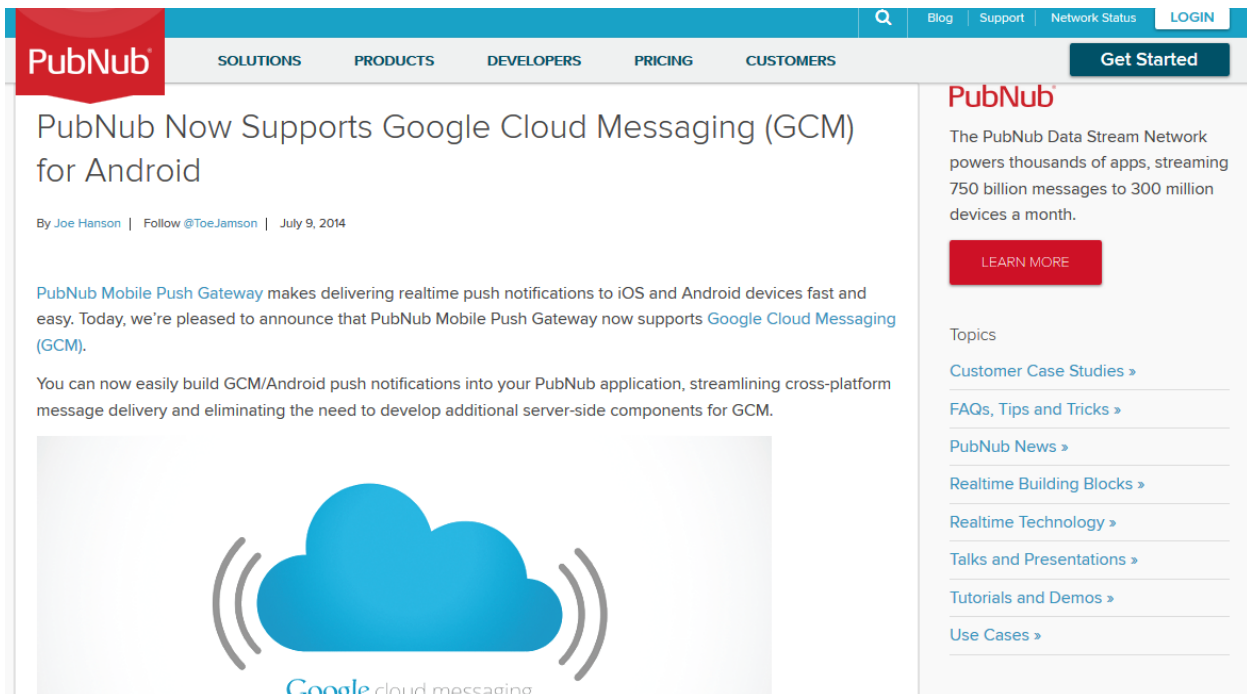 Blog
Support
Network Status
LOGIN
PubNub®
SOLUTIONS
PRODUCTS
DEVELOPERS
PRICING
CUSTOMERS
Get Started
PubNub Now Supports Google Cloud Messaging (GCM)
for Android
By Joe Hanson | Follow @ToeJamson | July 9, 2014
PubNub Mobile Push Gateway makes delivering realtime push notifications to iOS and Android devices fast and
easy. Today, we’re pleased to announce that PubNub Mobile Push Gateway now supports Google Cloud Messaging
(GCM).
You can now easily build GCM/Android push notifications into your PubNub application, streamlining cross-platform
message delivery and eliminating the need to develop additional server-side components for GCM.
Google cloud messaging
PubNub®
The PubNub Data Stream Network
powers thousands of apps, streaming
750 billion messages to 300 million
devices a month.
LEARN MORE
Topics
Customer Case Studies »
FAQs, Tips and Tricks »
PubNub News »
Realtime Building Blocks »
Realtime Technology »
Talks and Presentations »
Tutorials and Demos »
Use Cases »